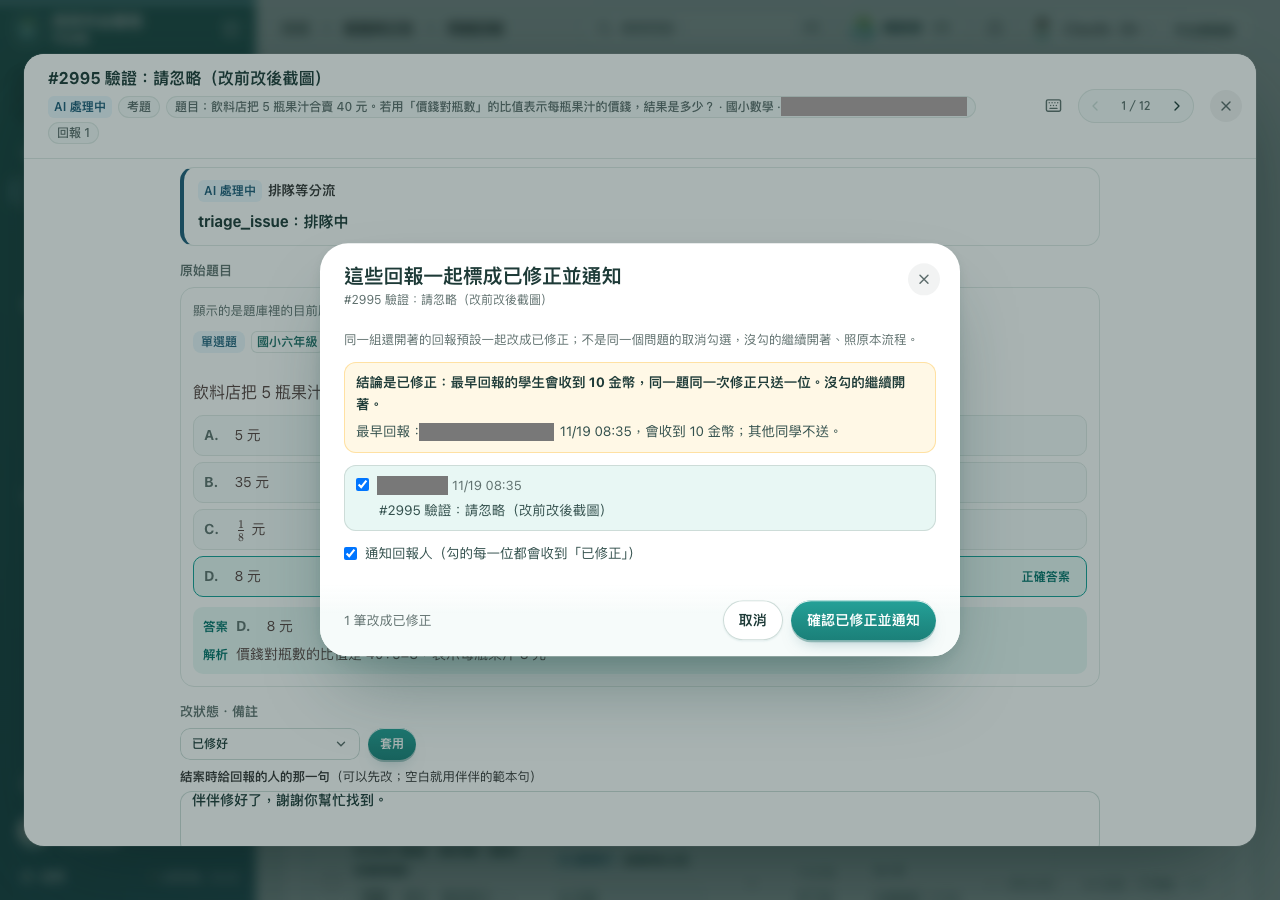 #2995 驗證：請忽略（改前改後截圖）
AI 處理中 考題 題目：飲料店把 5 瓶果汁合賣 40 元。若用「價錢對瓶數」的比值表示每瓶果汁的價錢，結果是多少？ · 國小數學 ·
1 / 12
回報 1
AI 處理中 排隊等分流
triage_issue：排隊中
原始題目
顯示的是題庫裡的目前
單選題 國小六年級
飲料店把 5 瓶果汁
A. 5 元
B. 35 元
C. 1/8 元
D. 8 元 正確答案
答案 D. 8 元
解析 價錢對瓶數的比值是
這些回報一起標成已修正並通知
#2995 驗證：請忽略（改前改後截圖）
同一組還開著的回報預設一起改成已修正；不是同一個問題的取消勾選，沒勾的繼續開著、照原本流程。
結論是已修正：最早回報的學生會收到 10 金幣，同一題同一次修正只送一位。沒勾的繼續開
著。
最早回報： 11/19 08:35，會收到 10 金幣；其他同學不送。
11/19 08:35
#2995 驗證：請忽略（改前改後截圖）
通知回報人（勾的每一位都會收到「已修正」）
1 筆改成已修正
取消 確認已修正並通知
改狀態 · 備註
已修好 套用
結案時給回報的人的那一句（可以先改；空白就用伴伴的範本句）
伴伴修好了，謝謝你幫忙找到。